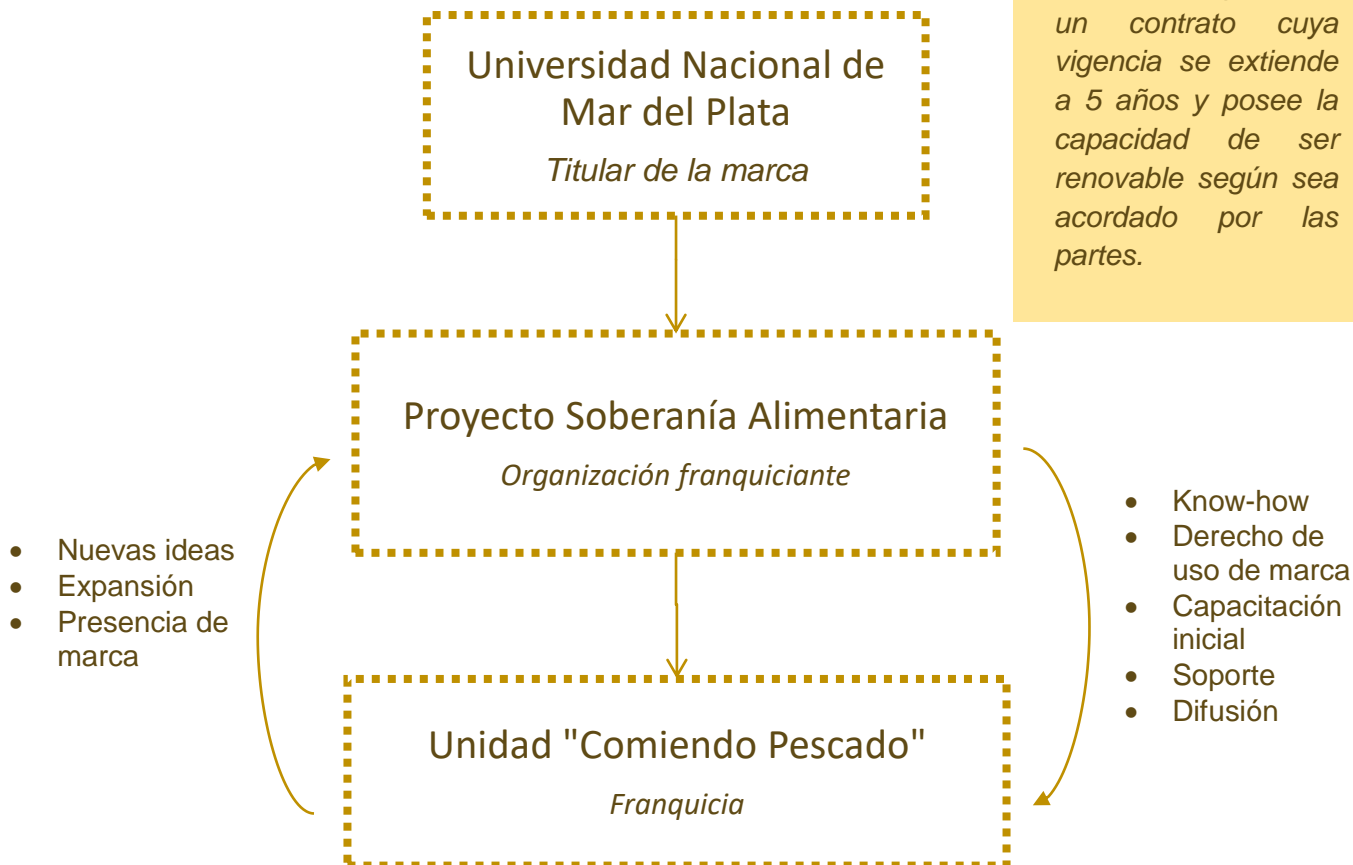 un contrato cuya
vigencia se extiende
a 5 años y posee la
capacidad de ser
renovable según sea
acordado por las
partes.
Universidad Nacional de
Mar del Plata
Titular de la marca
Proyecto Soberanía Alimentaria
Organización franquiciante
• Nuevas ideas
• Expansión
• Presencia de
marca
• Know-how
• Derecho de
uso de marca
• Capacitación
inicial
• Soporte
• Difusión
Unidad "Comiendo Pescado"
Franquicia